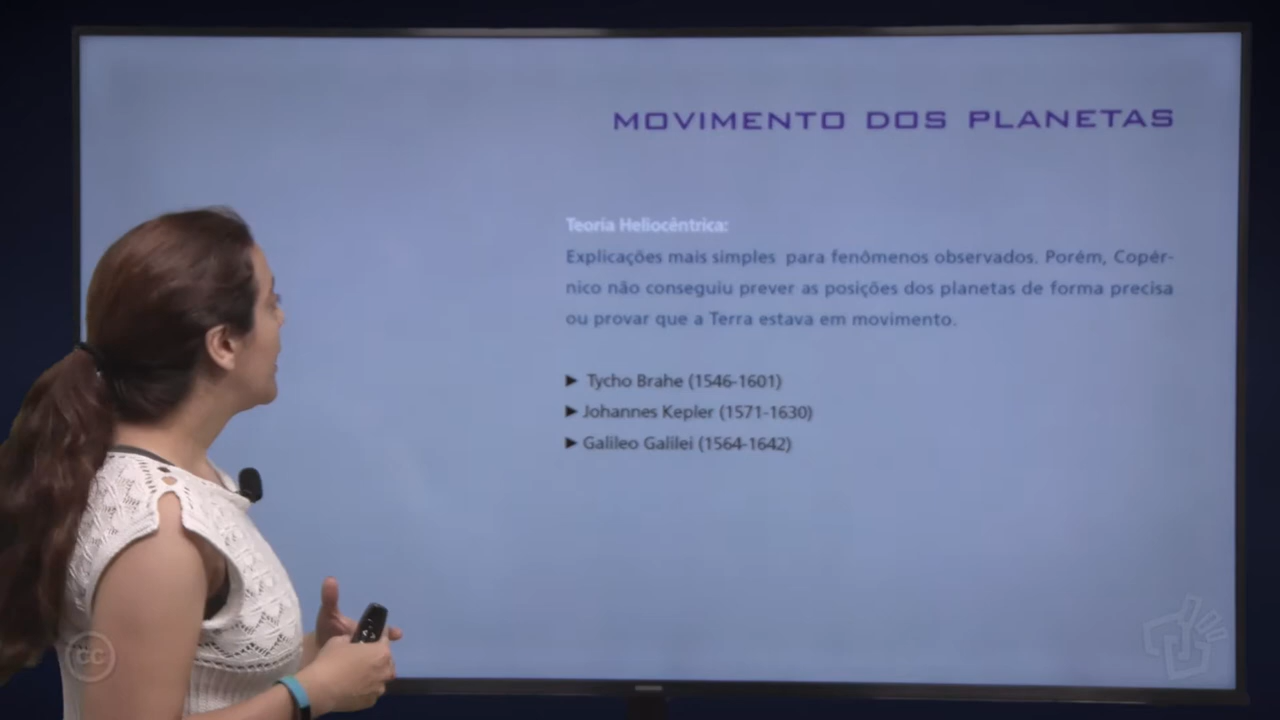 MOVIMENTO DOS PLANETAS
Teoria Heliocêntrica:
Explicações mais simples para fenômenos observados. Porém, Copér-
nico não conseguiu prever as posições dos planetas de forma precisa
ou provar que a Terra estava em movimento.
► Tycho Brahe (1546-1601)
► Johannes Kepler (1571-1630)
► Galileo Galilei (1564-1642)
cc